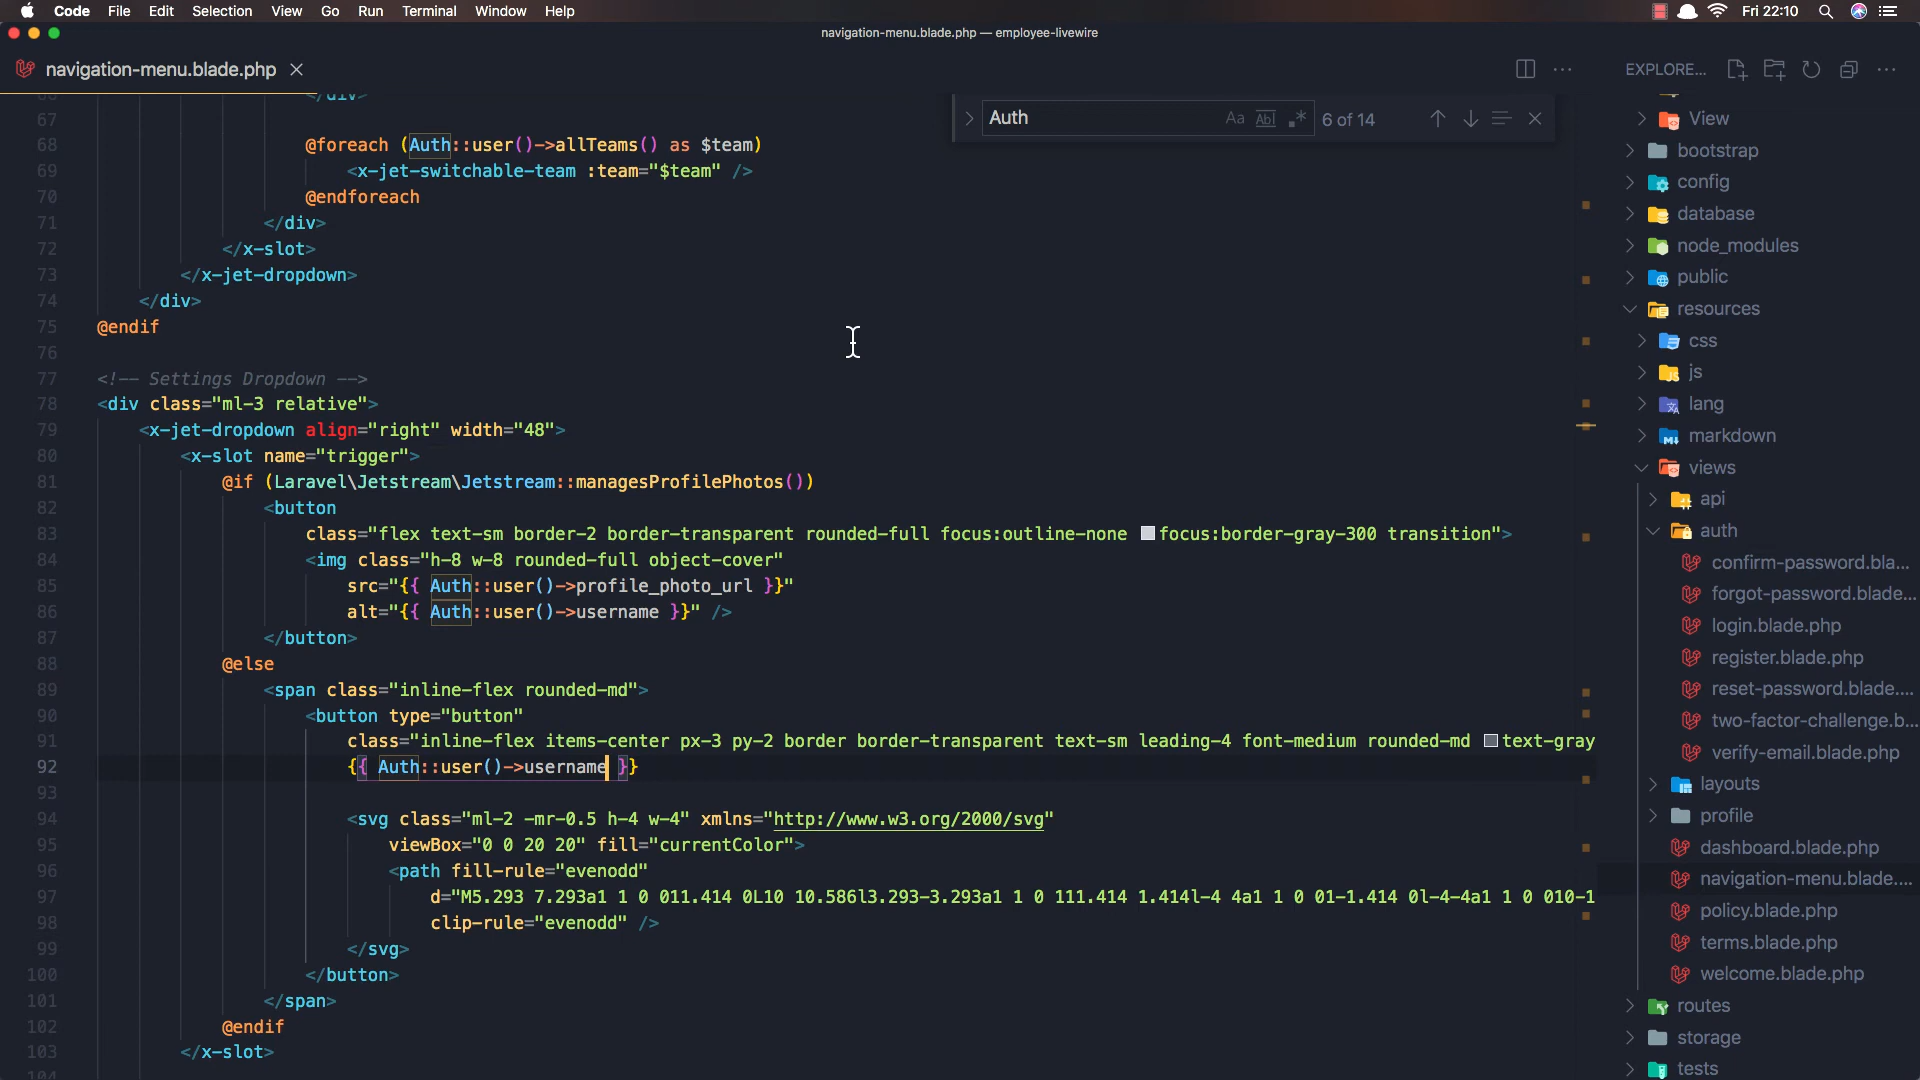 Code File Edit Selection View Go Run Terminal Window Help
Fri 22:10
navigation-menu.blade.php — employee-livewire
navigation-menu.blade.php
EXPLORE...
Auth
Aa Abl .*
6 of 14
66 </div>
67
68 @foreach (Auth::user()->allTeams() as $team)
69 <x-jet-switchable-team :team="$team" />
70 @endforeach
71 </div>
72 </x-slot>
73 </x-jet-dropdown>
74 </div>
75 @endif
76
77 <!-- Settings Dropdown -->
78 <div class="ml-3 relative">
79 <x-jet-dropdown align="right" width="48">
80 <x-slot name="trigger">
81 @if (Laravel\Jetstream\Jetstream::managesProfilePhotos())
82 <button
83 class="flex text-sm border-2 border-transparent rounded-full focus:outline-none focus:border-gray-300 transition">
84 <img class="h-8 w-8 rounded-full object-cover"
85 src="{{ Auth::user()->profile_photo_url }}"
86 alt="{{ Auth::user()->username }}" />
87 </button>
88 @else
89 <span class="inline-flex rounded-md">
90 <button type="button"
91 class="inline-flex items-center px-3 py-2 border border-transparent text-sm leading-4 font-medium rounded-md text-gray
92 {{ Auth::user()->username }}
93
94 <svg class="ml-2 -mr-0.5 h-4 w-4" xmlns="http://www.w3.org/2000/svg"
95 viewBox="0 0 20 20" fill="currentColor">
96 <path fill-rule="evenodd"
97 d="M5.293 7.293a1 1 0 011.414 0L10 10.586l3.293-3.293a1 1 0 111.414 1.414l-4 4a1 1 0 01-1.414 0l-4-4a1 1 0 010-1
98 clip-rule="evenodd" />
99 </svg>
100 </button>
101 </span>
102 @endif
103 </x-slot>
104
View
bootstrap
config
database
node_modules
public
resources
css
js
lang
markdown
views
api
auth
confirm-password.bla...
forgot-password.blade...
login.blade.php
register.blade.php
reset-password.blade....
two-factor-challenge.b...
verify-email.blade.php
layouts
profile
dashboard.blade.php
navigation-menu.blade....
policy.blade.php
terms.blade.php
welcome.blade.php
routes
storage
tests